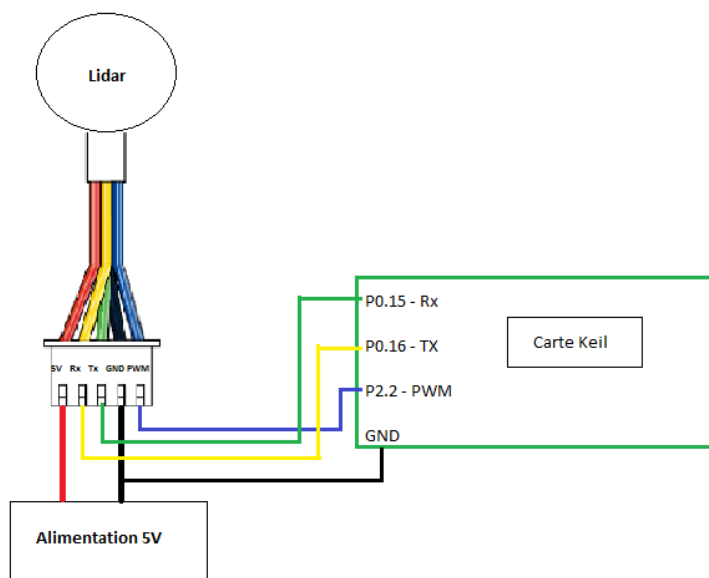 Lidar
5V Rx Tx GND PWM
P0.15 - Rx
P0.16 - TX
P2.2 - PWM
GND
Carte Keil
Alimentation 5V